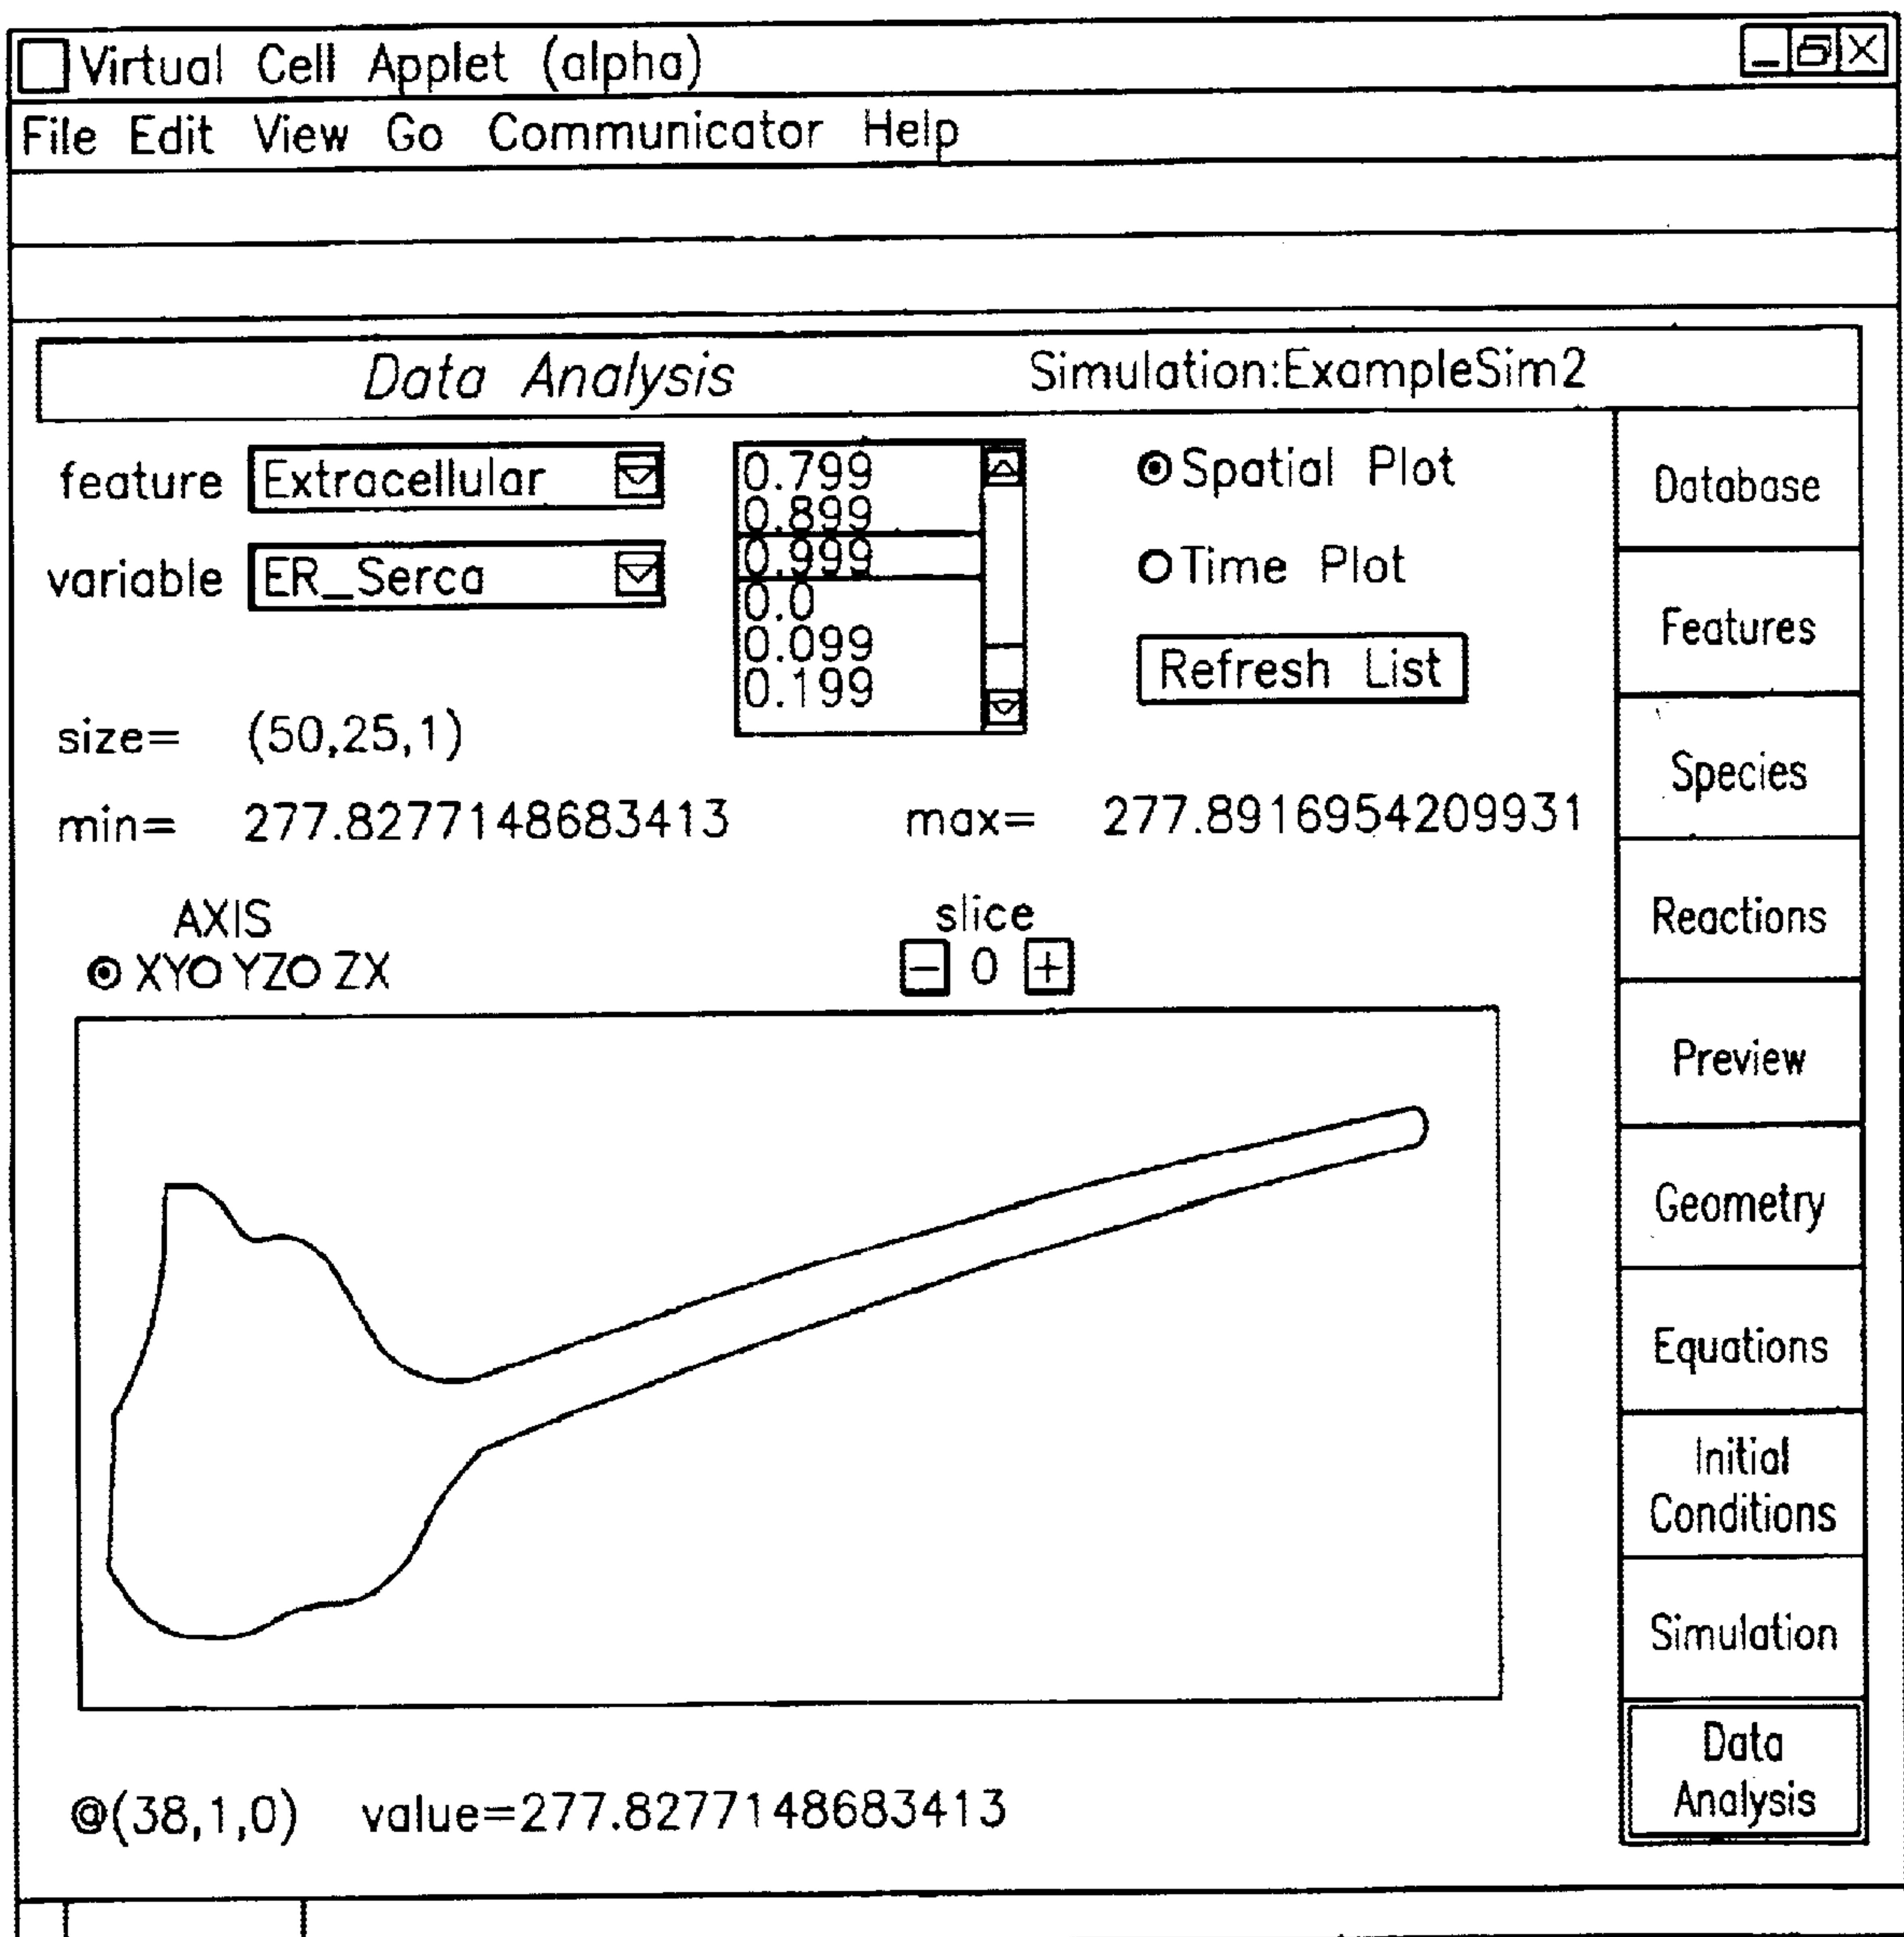 Virtual Cell Applet (alpha)
File Edit View Go Communicator Help
Data Analysis Simulation:ExampleSim2
feature Extracellular
variable ER_Serca
0.799
0.899
0.999
0.0
0.099
0.199
Spatial Plot
Time Plot
Refresh List
size= (50,25,1)
min= 277.8277148683413 max= 277.8916954209931
AXIS
XY YZ ZX
slice
- 0 +
@(38,1,0) value=277.8277148683413
Database
Features
Species
Reactions
Preview
Geometry
Equations
Initial
Conditions
Simulation
Data
Analysis